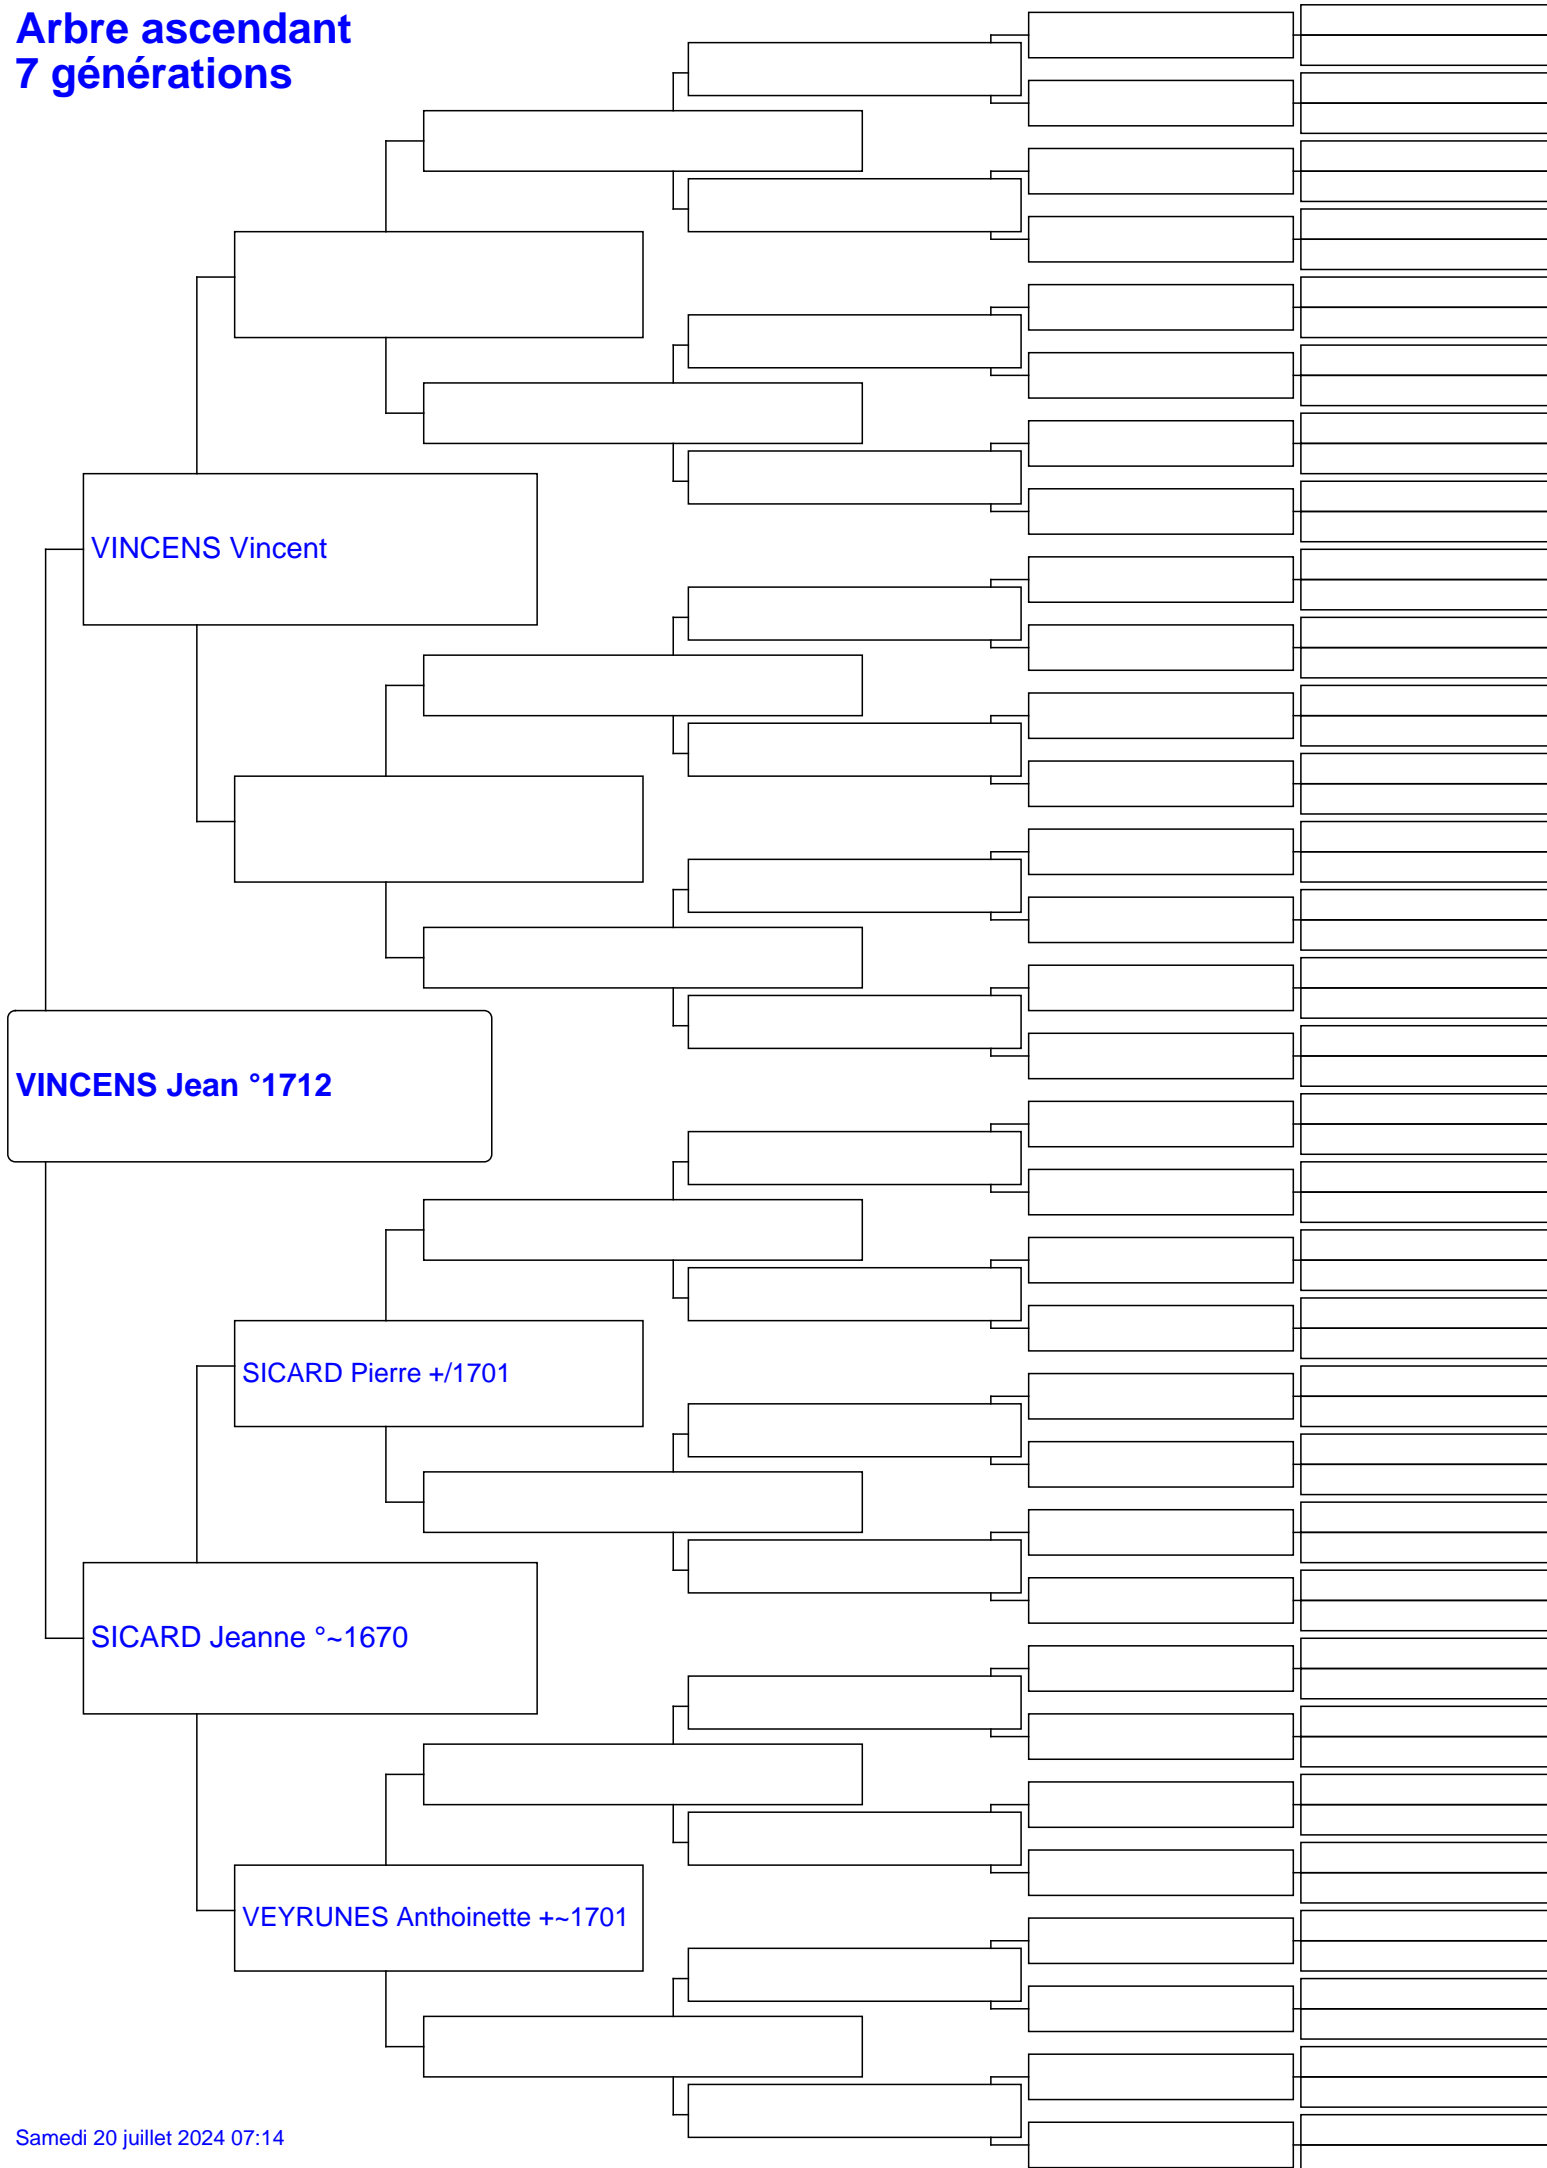 Arbre ascendant
7 générations
VINCENS Vincent
VINCENS Jean °1712
SICARD Pierre +/1701
SICARD Jeanne °~1670
VEYRUNES Anthoinette +~1701
Samedi 20 juillet 2024 07:14